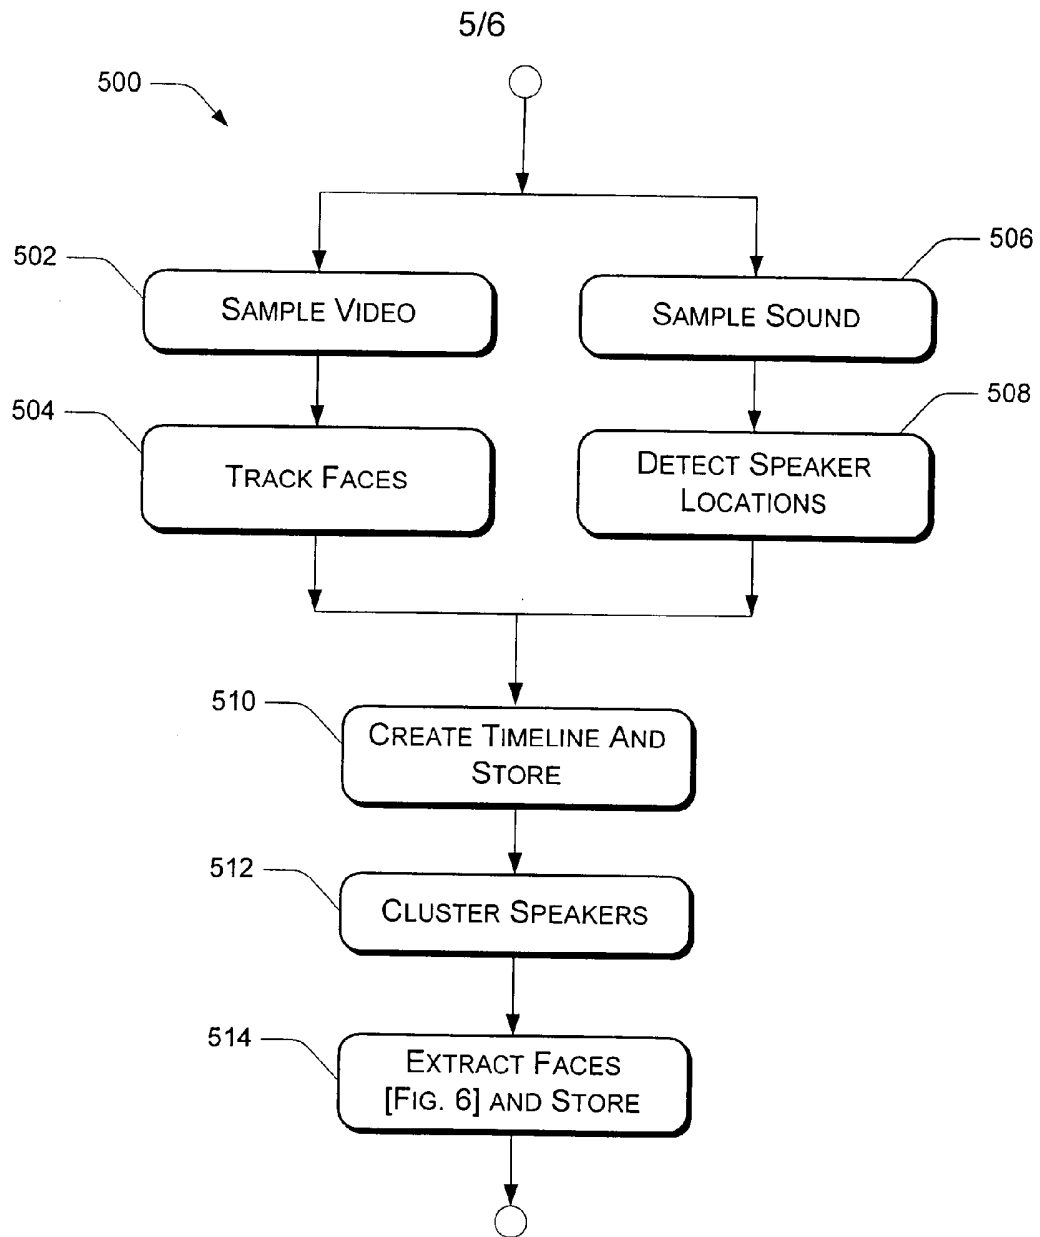 5/6
500
502
506
SAMPLE VIDEO
SAMPLE SOUND
504
508
TRACK FACES
DETECT SPEAKER
LOCATIONS
510
CREATE TIMELINE AND
STORE
512
CLUSTER SPEAKERS
514
EXTRACT FACES
[FIG. 6] AND STORE